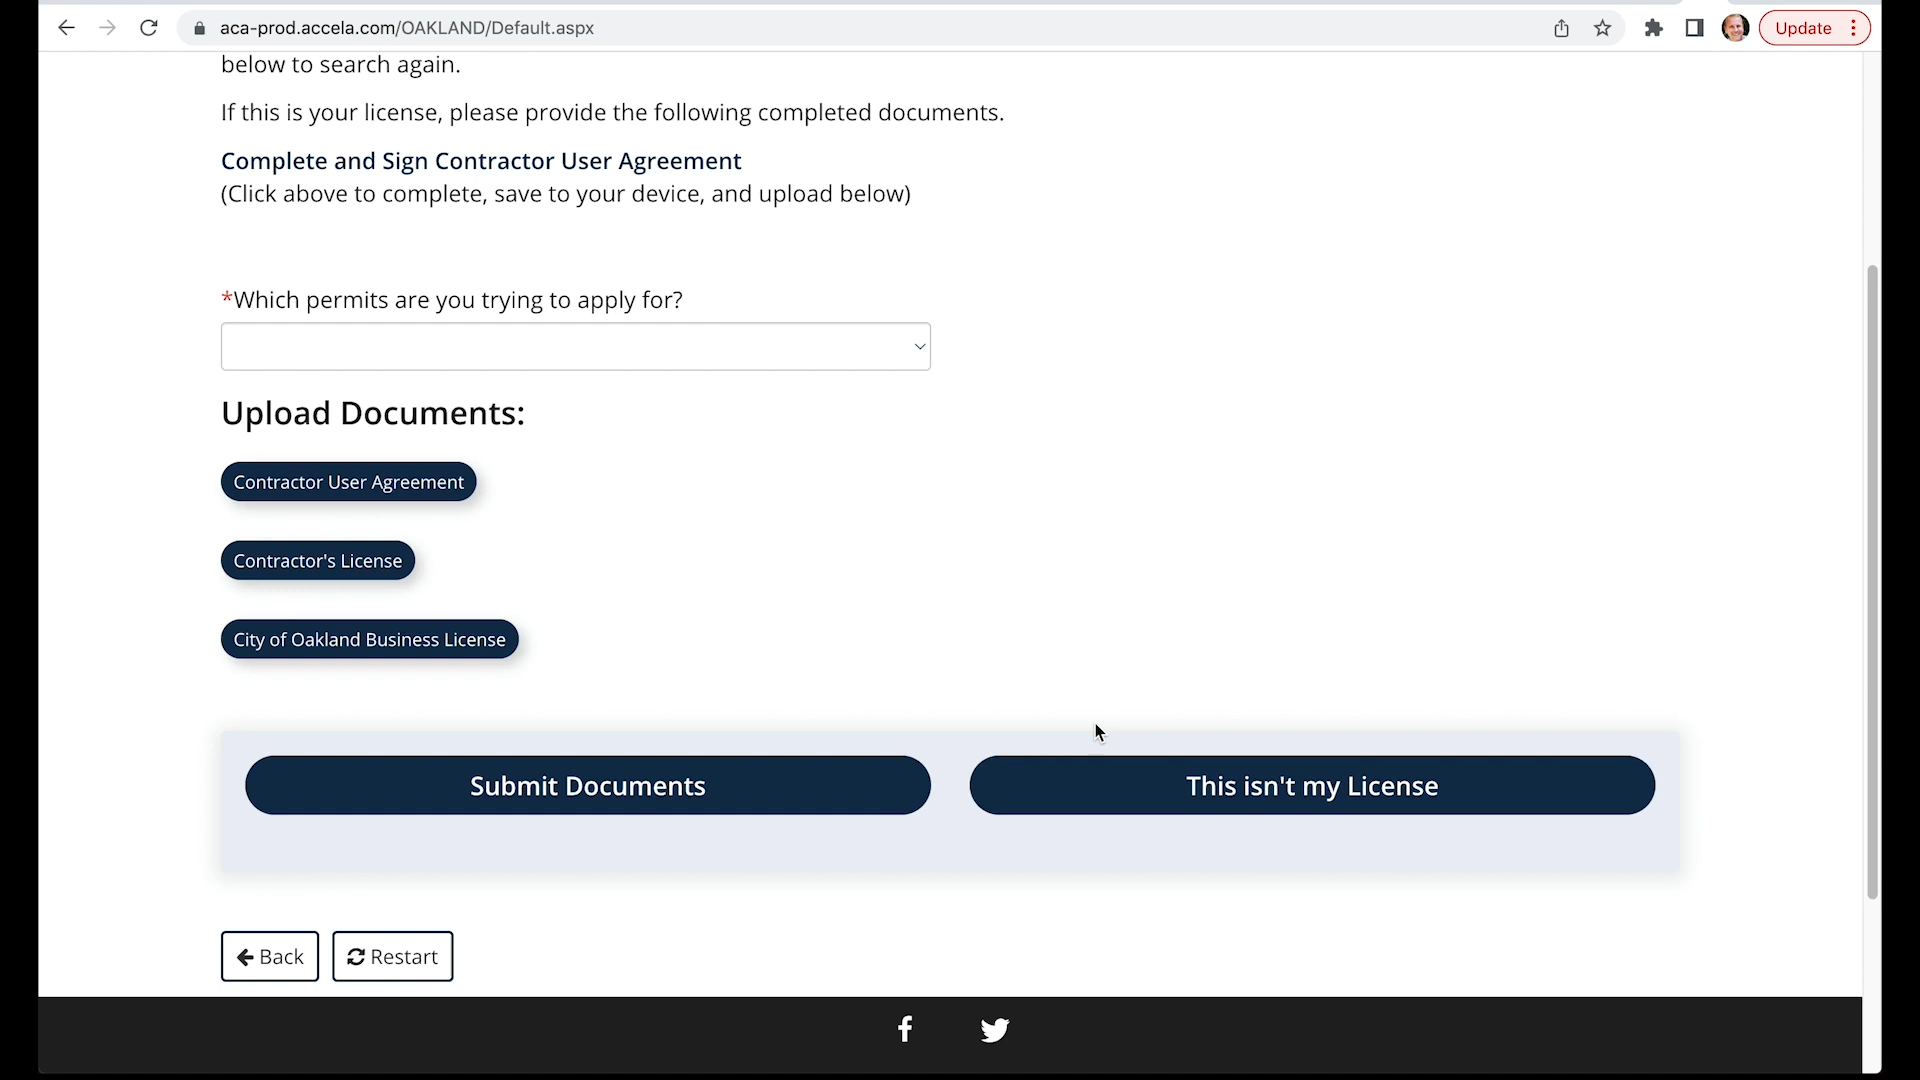 aca-prod.accela.com/OAKLAND/Default.aspx
Update
below to search again.
If this is your license, please provide the following completed documents.
Complete and Sign Contractor User Agreement
(Click above to complete, save to your device, and upload below)
*Which permits are you trying to apply for?
Upload Documents:
Contractor User Agreement
Contractor's License
City of Oakland Business License
Submit Documents
This isn't my License
Back
Restart